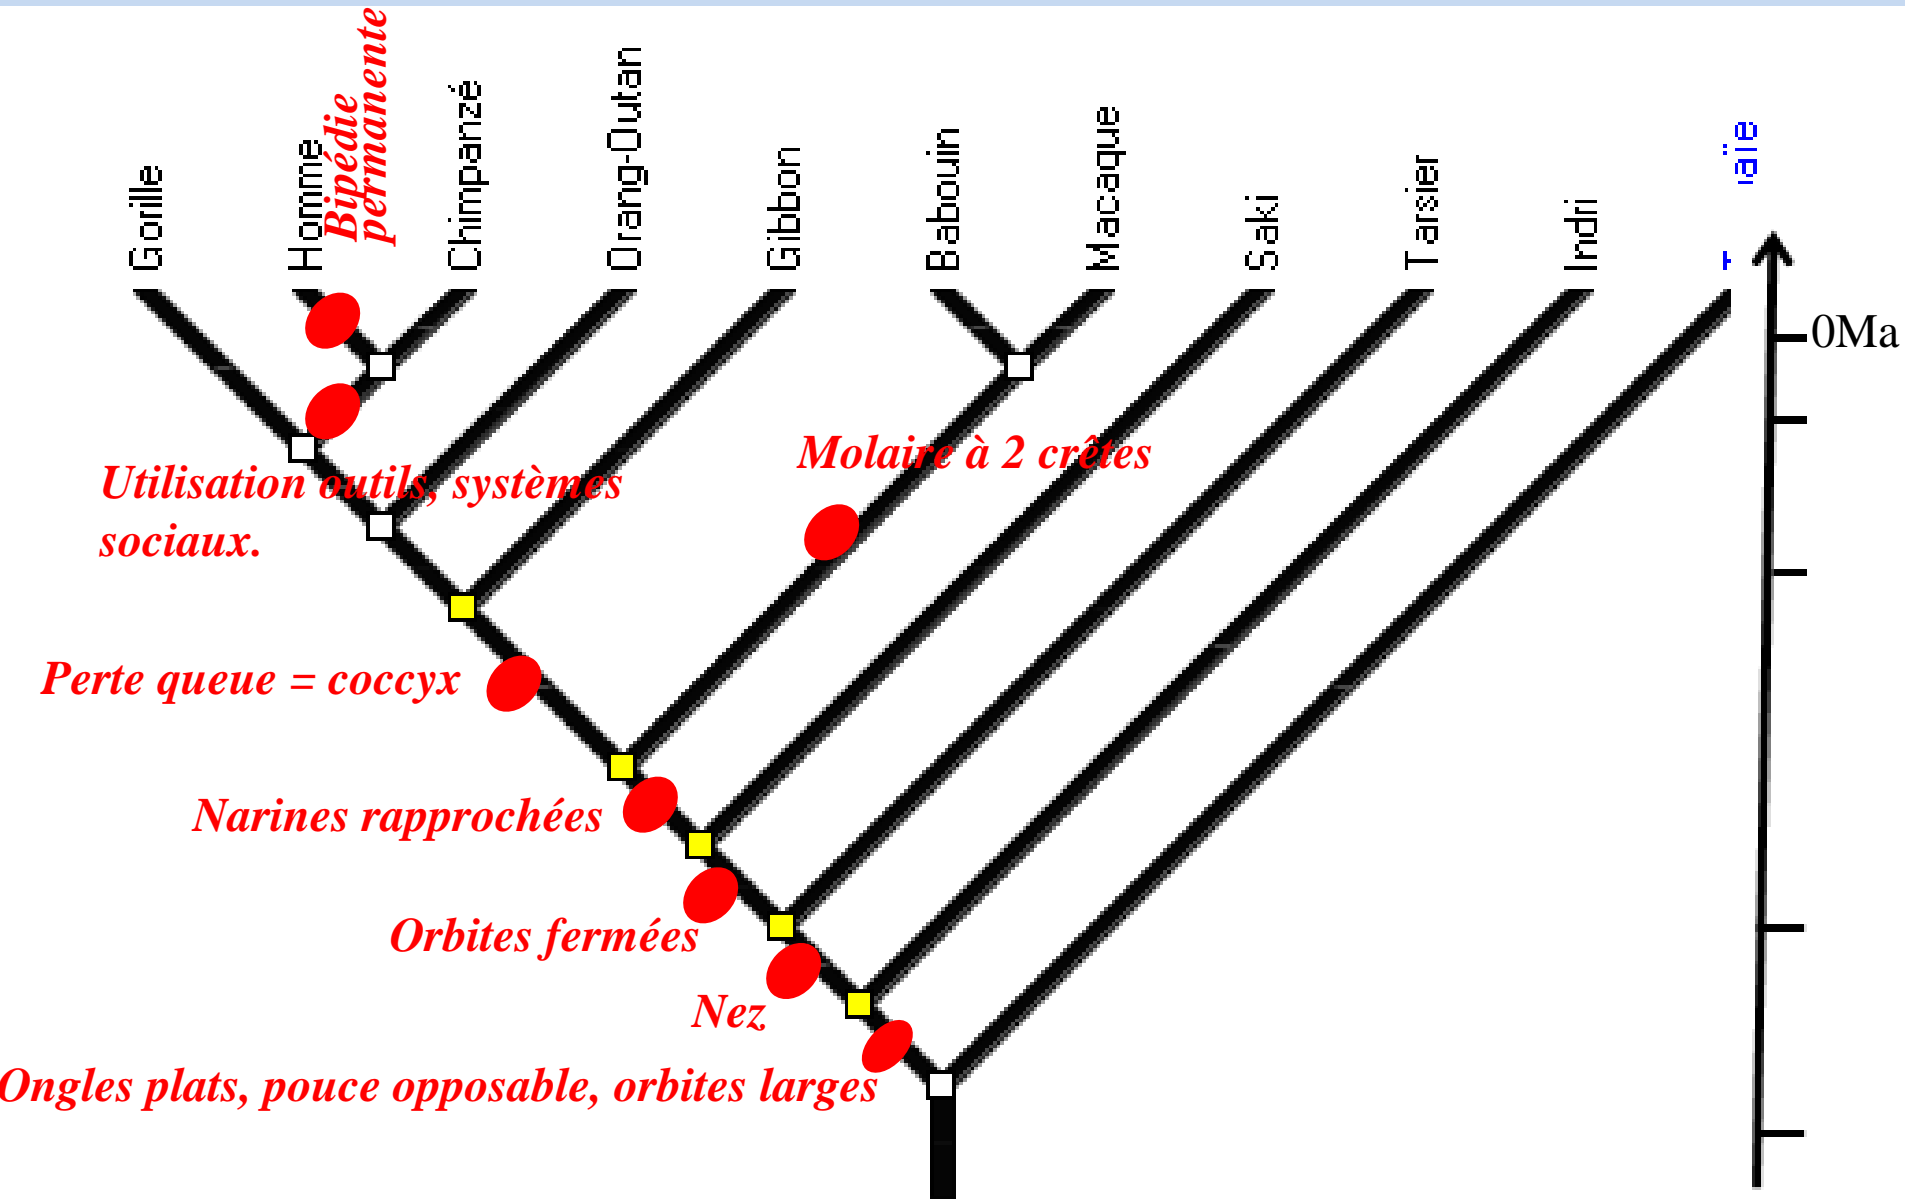 Gorille
Homme
Bipédie
permanente
Chimpanzé
Orang-Outan
Gibbon
Babouin
Macaque
Saki
Tarsier
Indri
0Ma
Molaire à 2 crêtes
Utilisation outils, systèmes
sociaux.
Perte queue = coccyx
Narines rapprochées
Orbites fermées
Nez
Ongles plats, pouce opposable, orbites larges